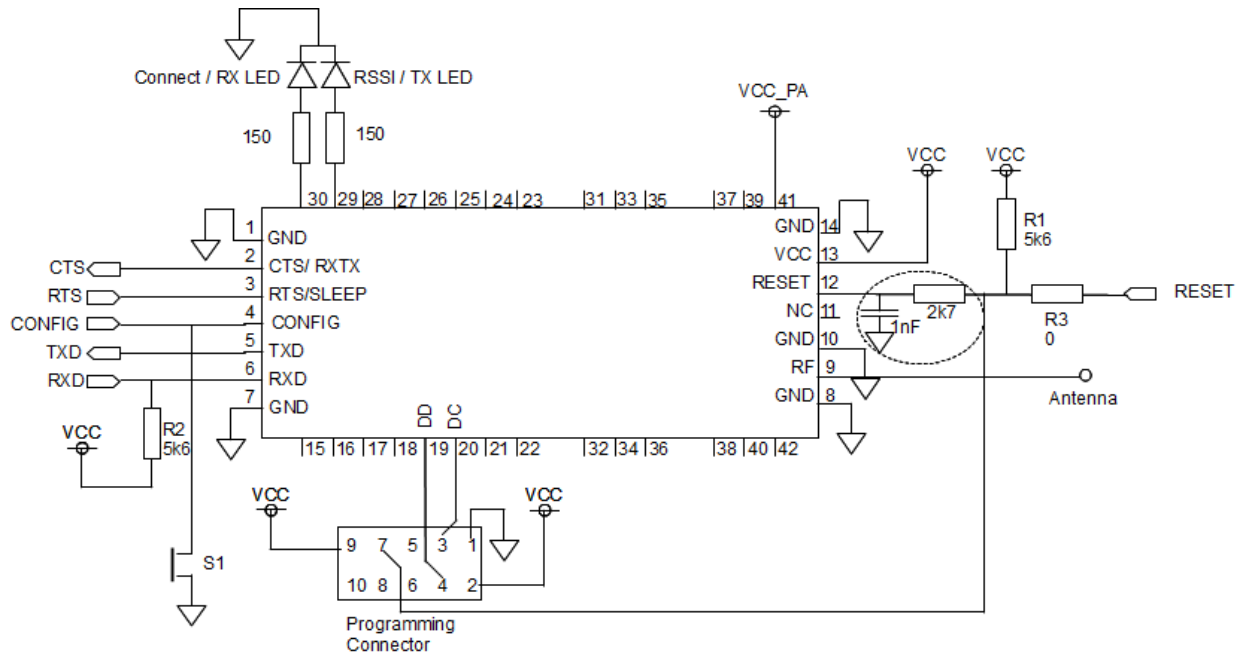 Connect / RX LED
RSSI / TX LED
150
150
VCC_PA
VCC
VCC
30 29 28 27 26 25 24 23 31 33 35 37 39 41
1
GND
2
CTS
CTS/ RXTX
3
RTS
RTS/SLEEP
4
CONFIG
CONFIG
5
TXD
TXD
6
RXD
RXD
7
GND
GND 14
VCC 13
RESET 12
NC 11
GND 10
RF 9
GND 8
R1
5k6
2k7
1nF
R3
0
RESET
Antenna
VCC
R2
5k6
DD
DC
15 16 17 18 19 20 21 22 32 34 36 38 40 42
VCC
VCC
9 7 5 3 1
10 8 6 4 2
S1
Programming
Connector